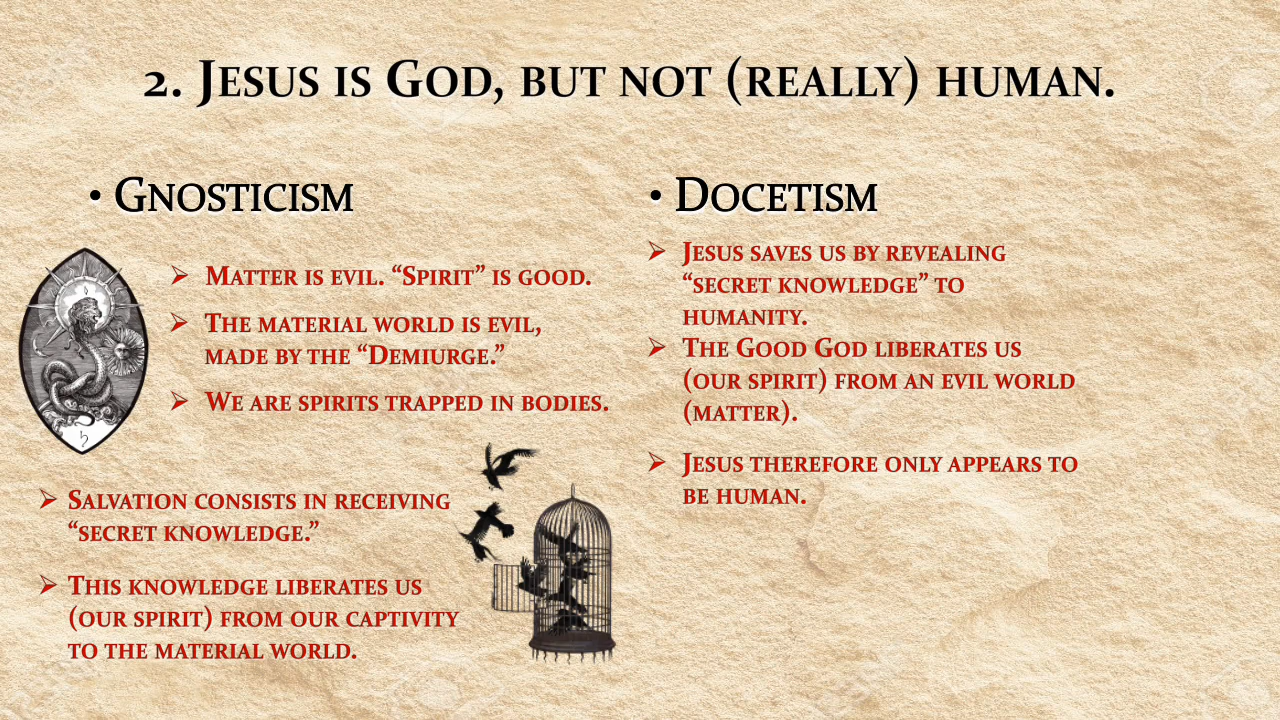 2. Jesus is God, but not (really) human.
• Gnosticism
➢ Matter is evil. “Spirit” is good.
➢ The material world is evil,
made by the “Demiurge.”
➢ We are spirits trapped in bodies.
➢ Salvation consists in receiving
“secret knowledge.”
➢ This knowledge liberates us
(our spirit) from our captivity
to the material world.
• Docetism
➢ Jesus saves us by revealing
“secret knowledge” to
humanity.
➢ The Good God liberates us
(our spirit) from an evil world
(matter).
➢ Jesus therefore only appears to
be human.